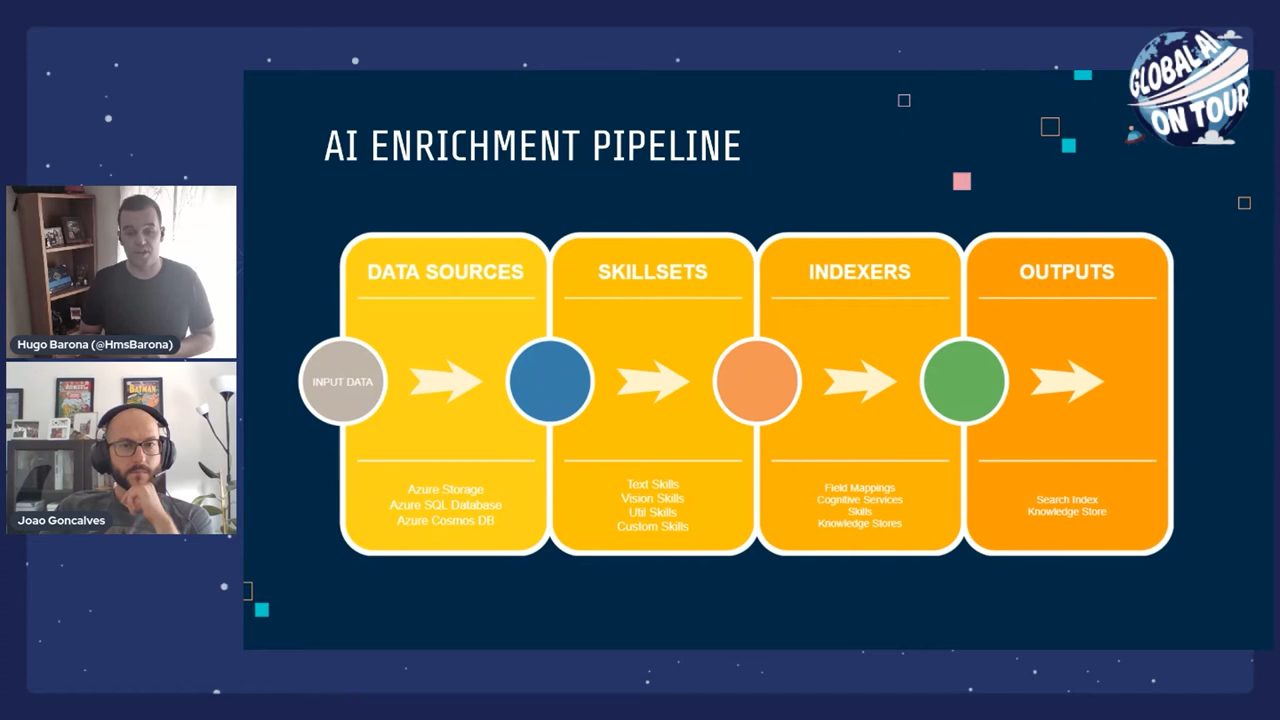 GLOBAL AI
ON TOUR
AI ENRICHMENT PIPELINE
DATA SOURCES
SKILLSETS
INDEXERS
OUTPUTS
INPUT DATA
Azure Storage
Azure SQL Database
Azure Cosmos DB
Text Skills
Vision Skills
Util Skills
Custom Skills
Field Mappings
Cognitive Services
Skills
Knowledge Stores
Search Index
Knowledge Store
Hugo Barona (@HmsBarona)
BATMAN
Joao Goncalves